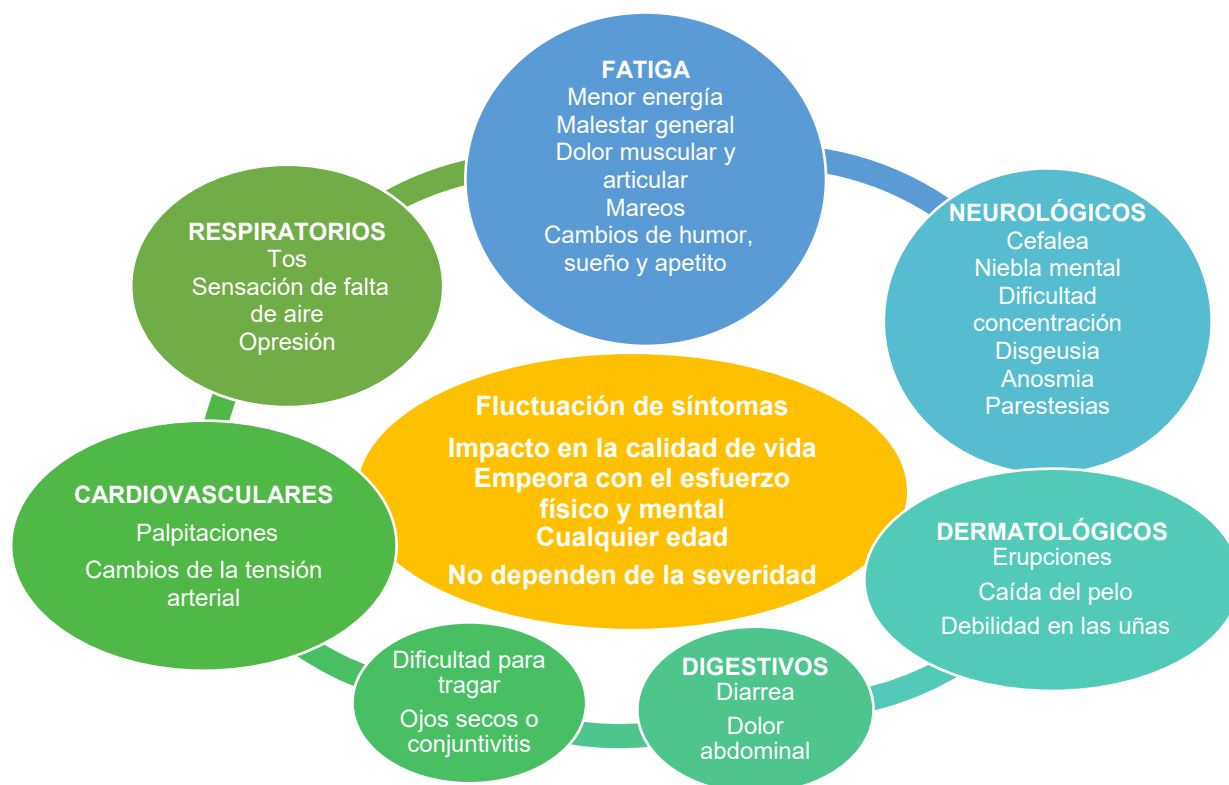 FATIGA
Menor energía
Malestar general
Dolor muscular y
articular
Mareos
Cambios de humor,
sueño y apetito
NEUROLÓGICOS
Cefalea
Niebla mental
Dificultad
concentración
Disgeusia
Anosmia
Parestesias
DERMATOLÓGICOS
Erupciones
Caída del pelo
Debilidad en las uñas
DIGESTIVOS
Diarrea
Dolor
abdominal
Dificultad para
tragar
Ojos secos o
conjuntivitis
CARDIOVASCULARES
Palpitaciones
Cambios de la tensión
arterial
RESPIRATORIOS
Tos
Sensación de falta
de aire
Opresión
Fluctuación de síntomas
Impacto en la calidad de vida
Empeora con el esfuerzo
físico y mental
Cualquier edad
No dependen de la severidad